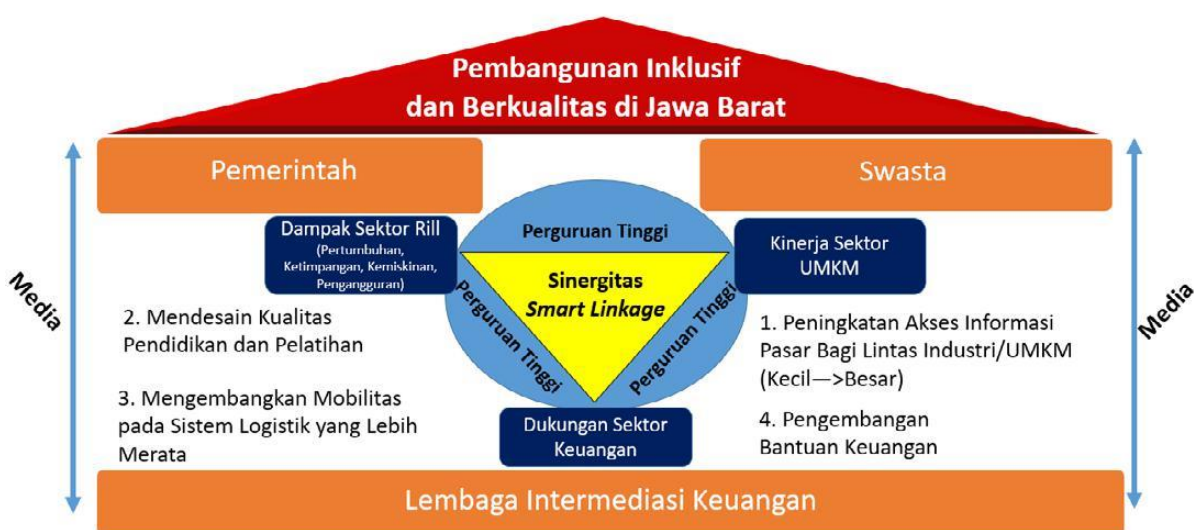 Pembangunan Inklusif
dan Berkualitas di Jawa Barat
Pemerintah
Swasta
Media
Media
Dampak Sektor Rill
(Pertumbuhan,
Ketimpangan, Kemiskinan,
Pengangguran)
Perguruan Tinggi
Kinerja Sektor
UMKM
Sinergitas
Smart Linkage
Perguruan Tinggi
Perguruan Tinggi
2. Mendesain Kualitas
Pendidikan dan Pelatihan
3. Mengembangkan Mobilitas
pada Sistem Logistik yang Lebih
Merata
1. Peningkatan Akses Informasi
Pasar Bagi Lintas Industri/UMKM
(Kecil—>Besar)
4. Pengembangan
Bantuan Keuangan
Dukungan Sektor
Keuangan
Lembaga Intermediasi Keuangan